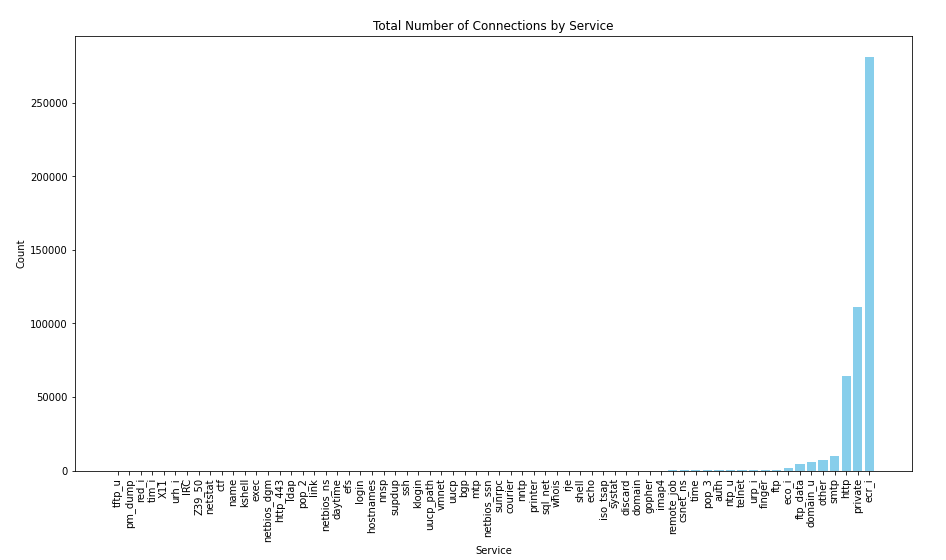 Total Number of Connections by Service
Count
250000
200000
150000
100000
50000
0
tftp_u
pm_dump
red_i
tim_i
X11
urh_i
IRC
Z39_50
netstat
ctf
name
kshell
exec
netbios_dgm
http_443
ldap
pop_2
link
netbios_ns
daytime
efs
login
hostnames
nnsp
supdup
ssh
klogin
uucp_path
vmnet
uucp
bgp
mtp
netbios_ssn
sunrpc
courier
nntp
printer
sql_net
whois
rje
shell
echo
iso_tsap
systat
discard
domain
gopher
imap4
remote_job
csnet_ns
time
pop_3
auth
ntp_u
telnet
urp_i
finger
ftp
eco_i
ftp_data
domain_u
other
smtp
http
private
ecr_i
Service